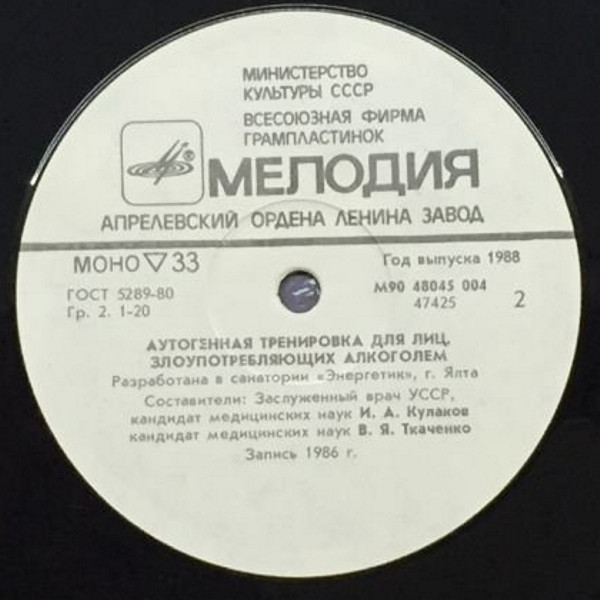 МИНИСТЕРСТВО
КУЛЬТУРЫ СССР
ВСЕСОЮЗНАЯ ФИРМА
ГРАМПЛАСТИНОК
®
МЕЛОДИЯ
АПРЕЛЕВСКИЙ ОРДЕНА ЛЕНИНА ЗАВОД
МОНО ▽ 33
Год выпуска 1988
ГОСТ 5289-80
М90 48045 004
Гр. 2. 1-20
47425
2
АУТОГЕННАЯ ТРЕНИРОВКА ДЛЯ ЛИЦ,
ЗЛОУПОТРЕБЛЯЮЩИХ АЛКОГОЛЕМ
Разработана в санатории «Энергетик», г. Ялта
Составители: Заслуженный врач УССР,
кандидат медицинских наук И. А. Кулаков
кандидат медицинских наук В. Я. Ткаченко
Запись 1986 г.